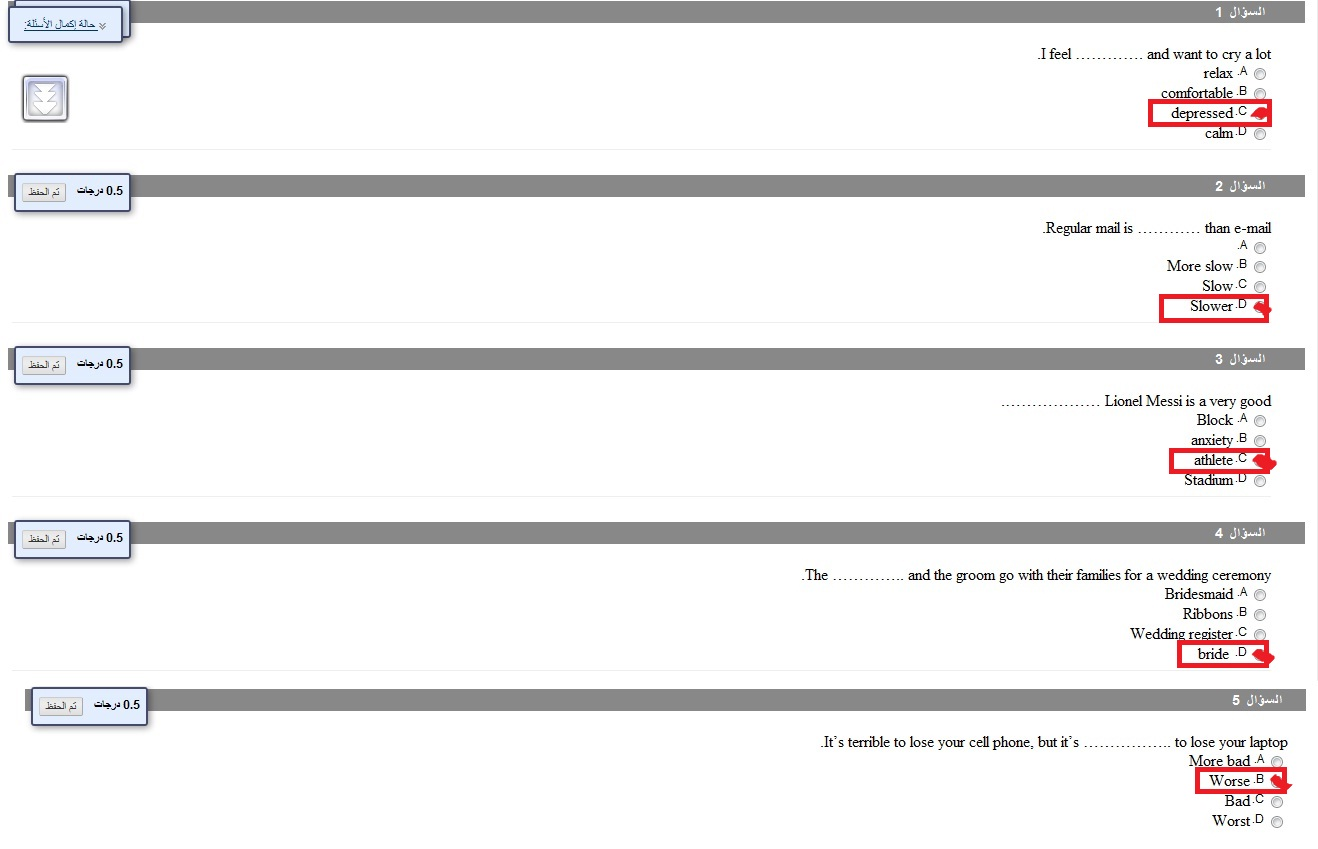 السؤال 1
حالة إكمال الأسئلة:
.I feel …………. and want to cry a lot
relax .A
comfortable .B
depressed .C
calm .D
السؤال 2
0.5 درجات
تم الحفظ
.Regular mail is ………… than e-mail
.A
More slow .B
Slow .C
Slower .D
السؤال 3
0.5 درجات
تم الحفظ
……………… Lionel Messi is a very good
Block .A
anxiety .B
athlete .C
Stadium .D
السؤال 4
0.5 درجات
تم الحفظ
.The ………….. and the groom go with their families for a wedding ceremony
Bridesmaid .A
Ribbons .B
Wedding register .C
bride .D
السؤال 5
0.5 درجات
تم الحفظ
.It’s terrible to lose your cell phone, but it’s …………….. to lose your laptop
More bad .A
Worse .B
Bad .C
Worst .D